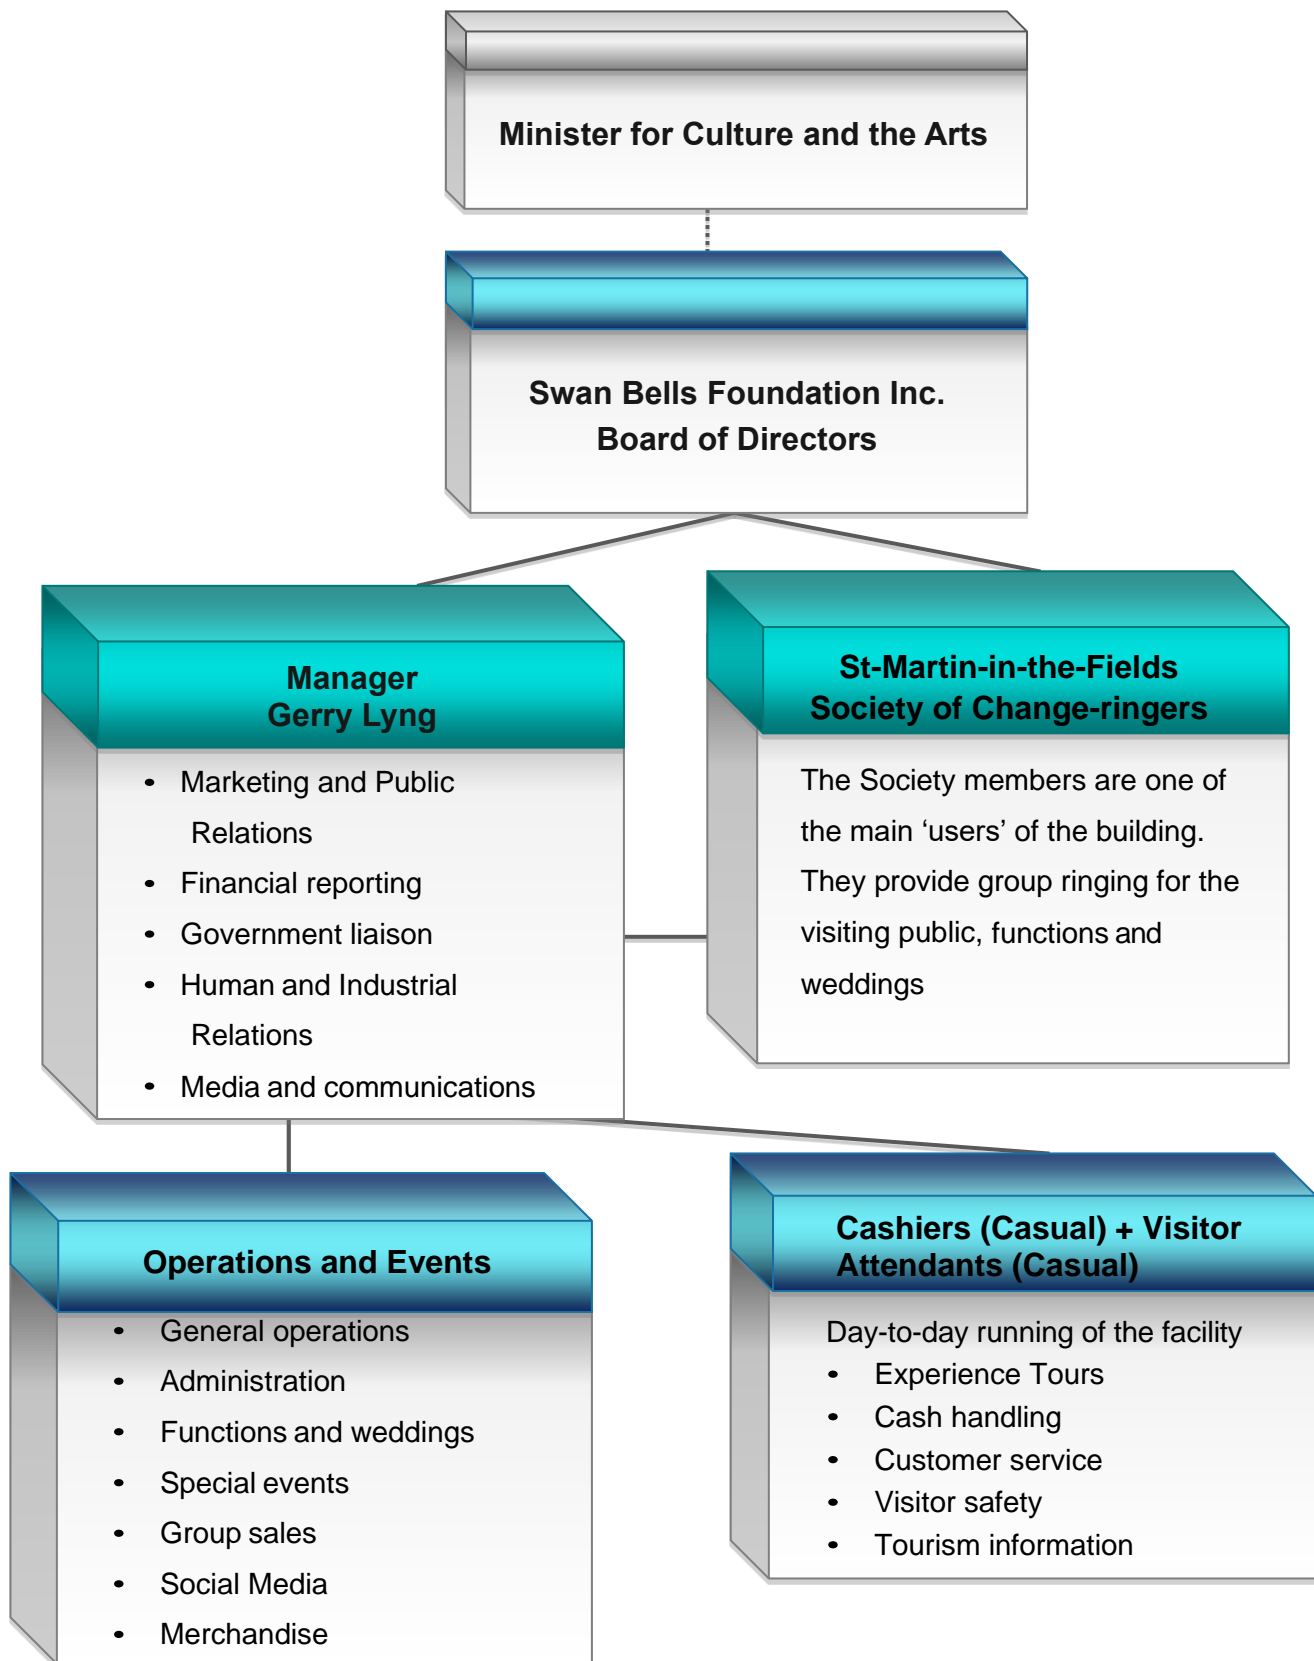 Minister for Culture and the Arts
Swan Bells Foundation Inc.
Board of Directors
Manager
Gerry Lyng
• Marketing and Public
Relations
• Financial reporting
• Government liaison
• Human and Industrial
Relations
• Media and communications
St-Martin-in-the-Fields
Society of Change-ringers
The Society members are one of
the main ‘users’ of the building.
They provide group ringing for the
visiting public, functions and
weddings
Operations and Events
• General operations
• Administration
• Functions and weddings
• Special events
• Group sales
• Social Media
• Merchandise
Cashiers (Casual) + Visitor
Attendants (Casual)
Day-to-day running of the facility
• Experience Tours
• Cash handling
• Customer service
• Visitor safety
• Tourism information